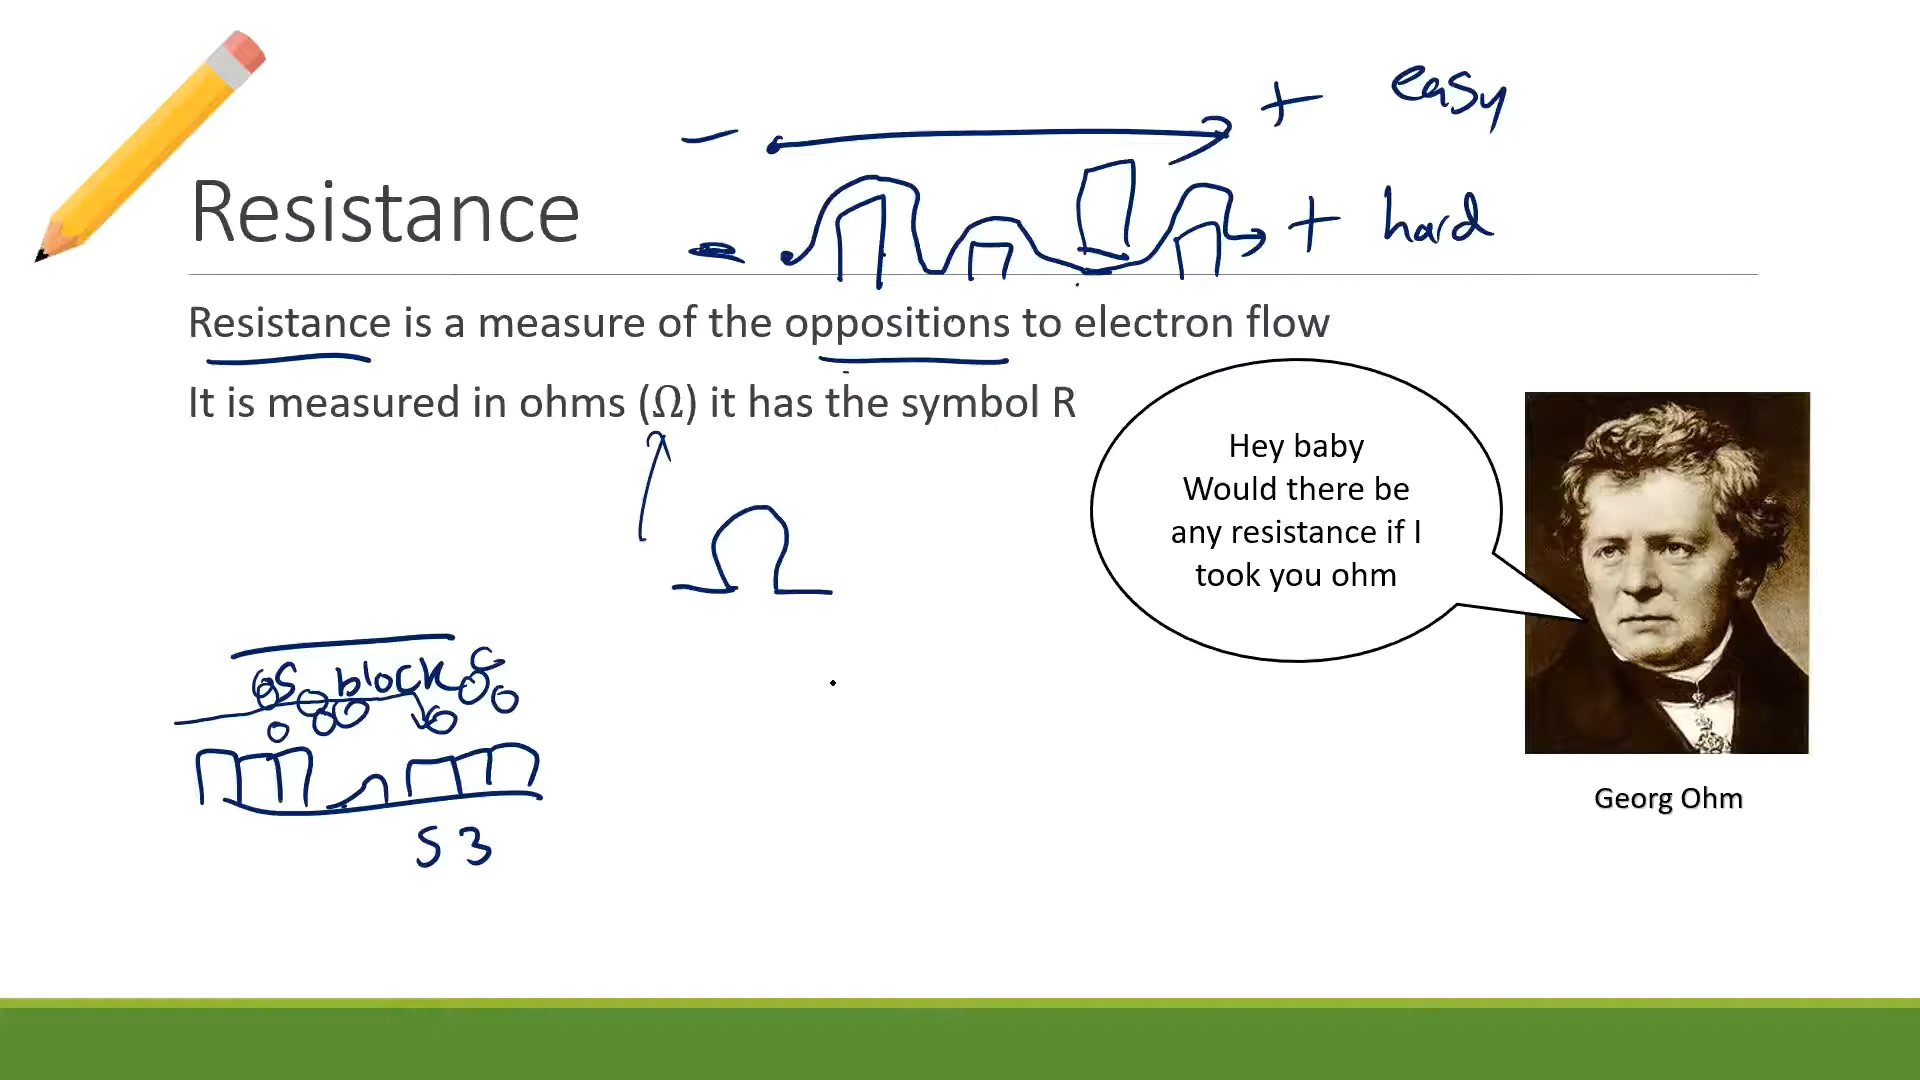 − + easy
Resistance
− + hard
Resistance is a measure of the oppositions to electron flow
It is measured in ohms (Ω) it has the symbol R
Hey baby
Would there be
any resistance if I
took you ohm
Ω
block
S 3
Georg Ohm